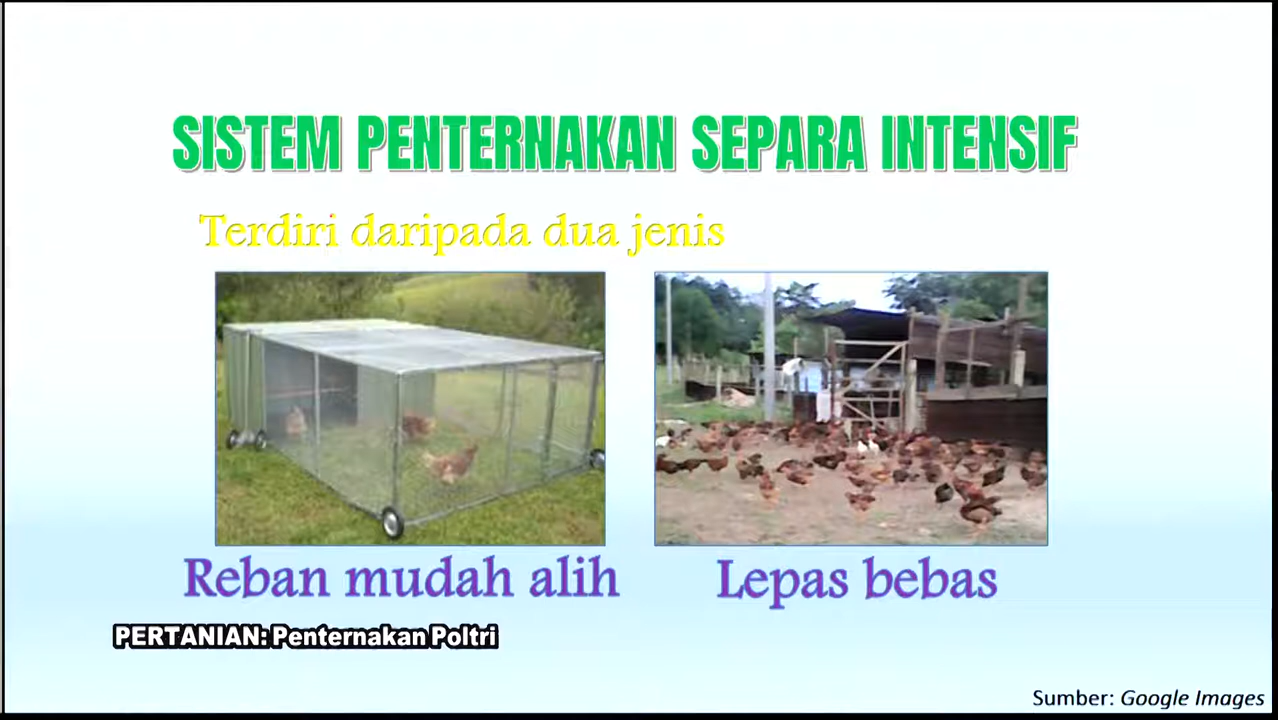 SISTEM PENTERNAKAN SEPARA INTENSIF
Terdiri daripada dua jenis
Reban mudah alih
Lepas bebas
PERTANIAN: Penternakan Poltri
Sumber: Google Images